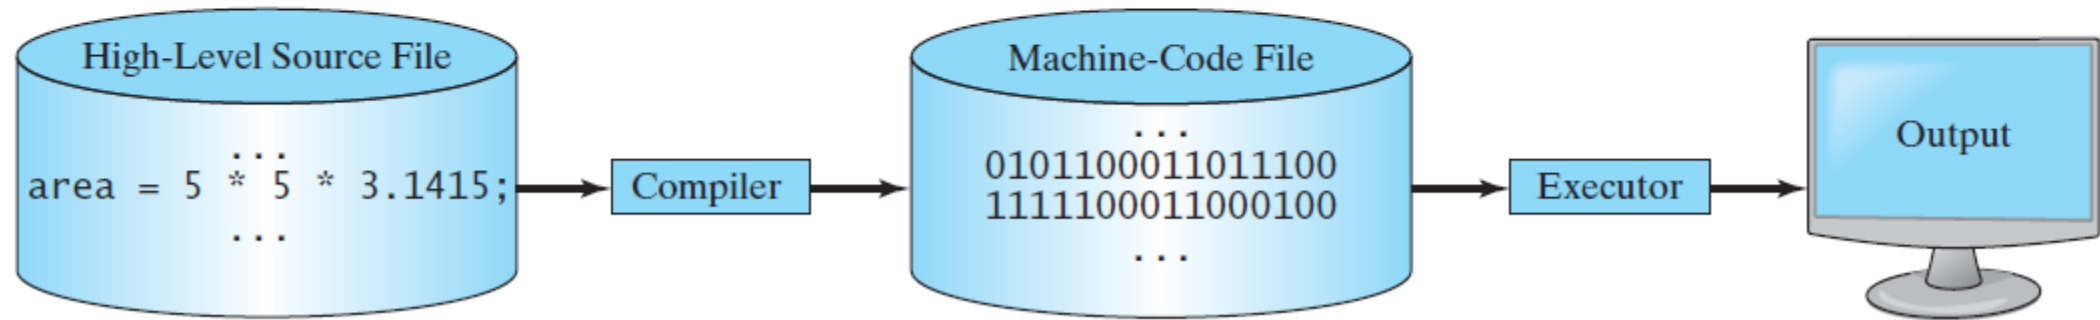 High-Level Source File
...
area = 5 * 5 * 3.1415;
...
Compiler
Machine-Code File
...
0101100011011100
1111100011000100
...
Executor
Output